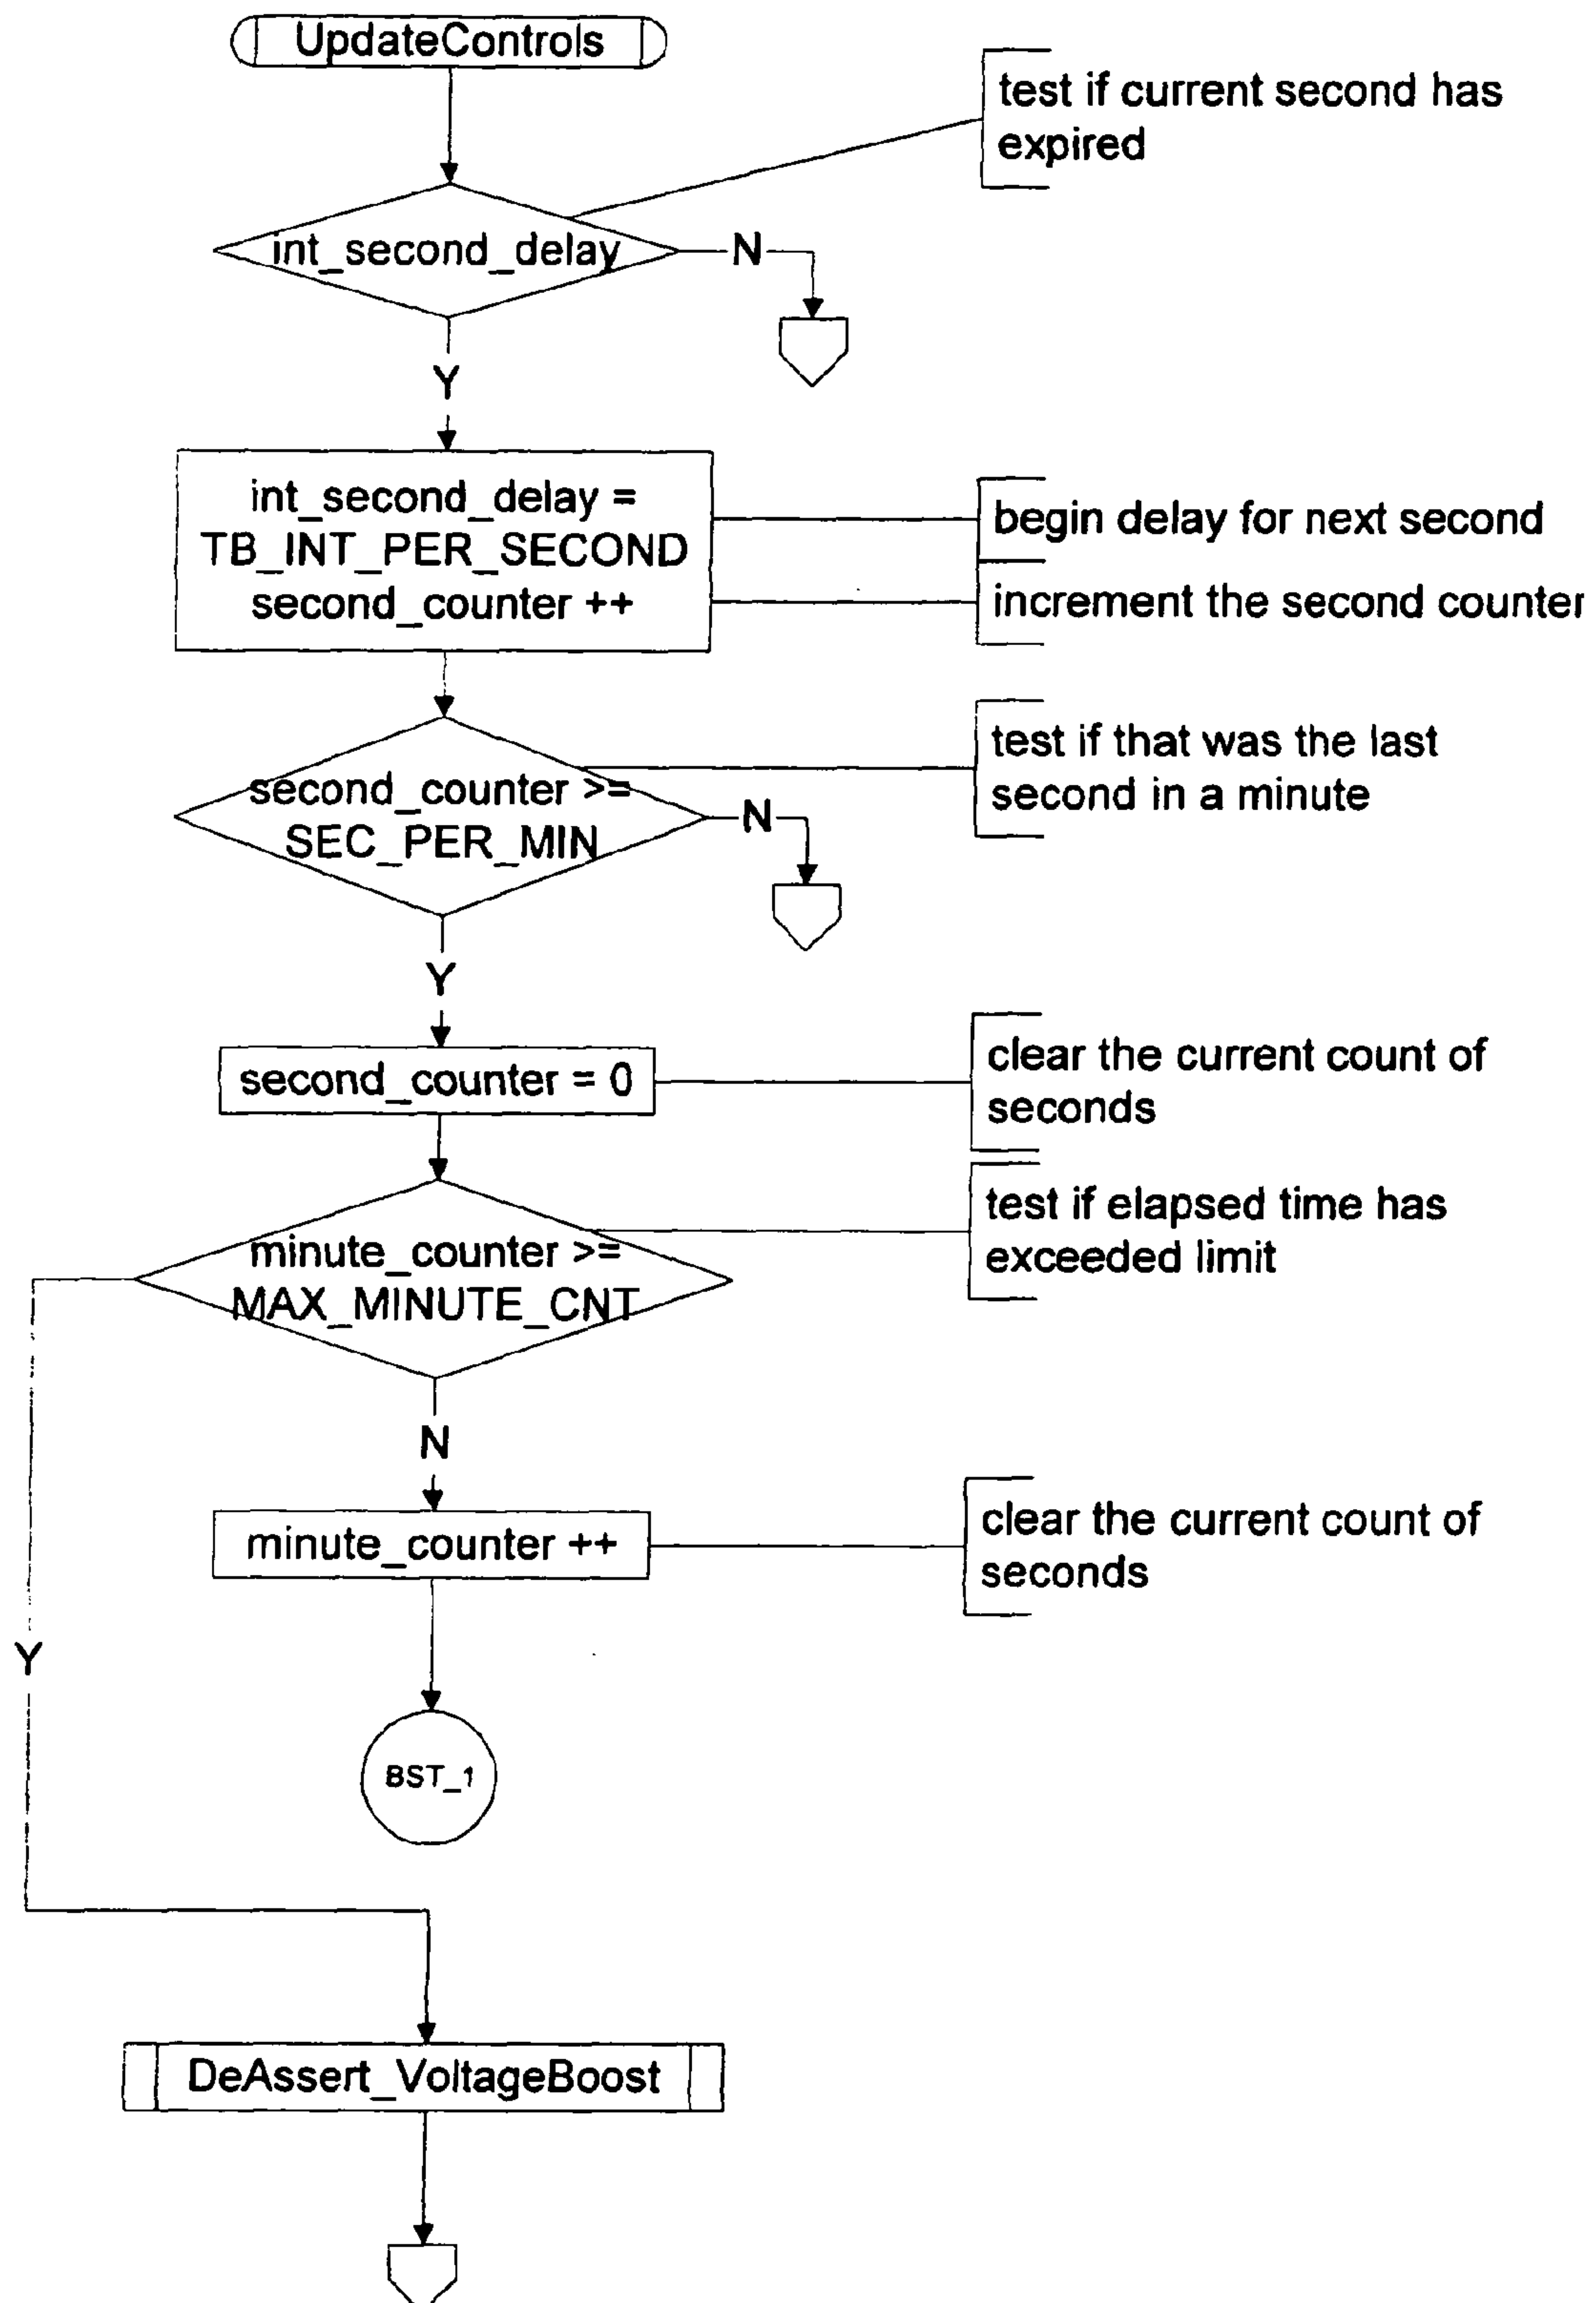 UpdateControls
test if current second has
expired
int_second_delay
N
Y
int_second_delay =
TB_INT_PER_SECOND
second_counter ++
begin delay for next second
increment the second counter
test if that was the last
second in a minute
second_counter >=
SEC_PER_MIN
N
Y
second_counter = 0
clear the current count of
seconds
test if elapsed time has
exceeded limit
minute_counter >=
MAX_MINUTE_CNT
N
minute_counter ++
clear the current count of
seconds
Y
BST_1
DeAssert_VoltageBoost